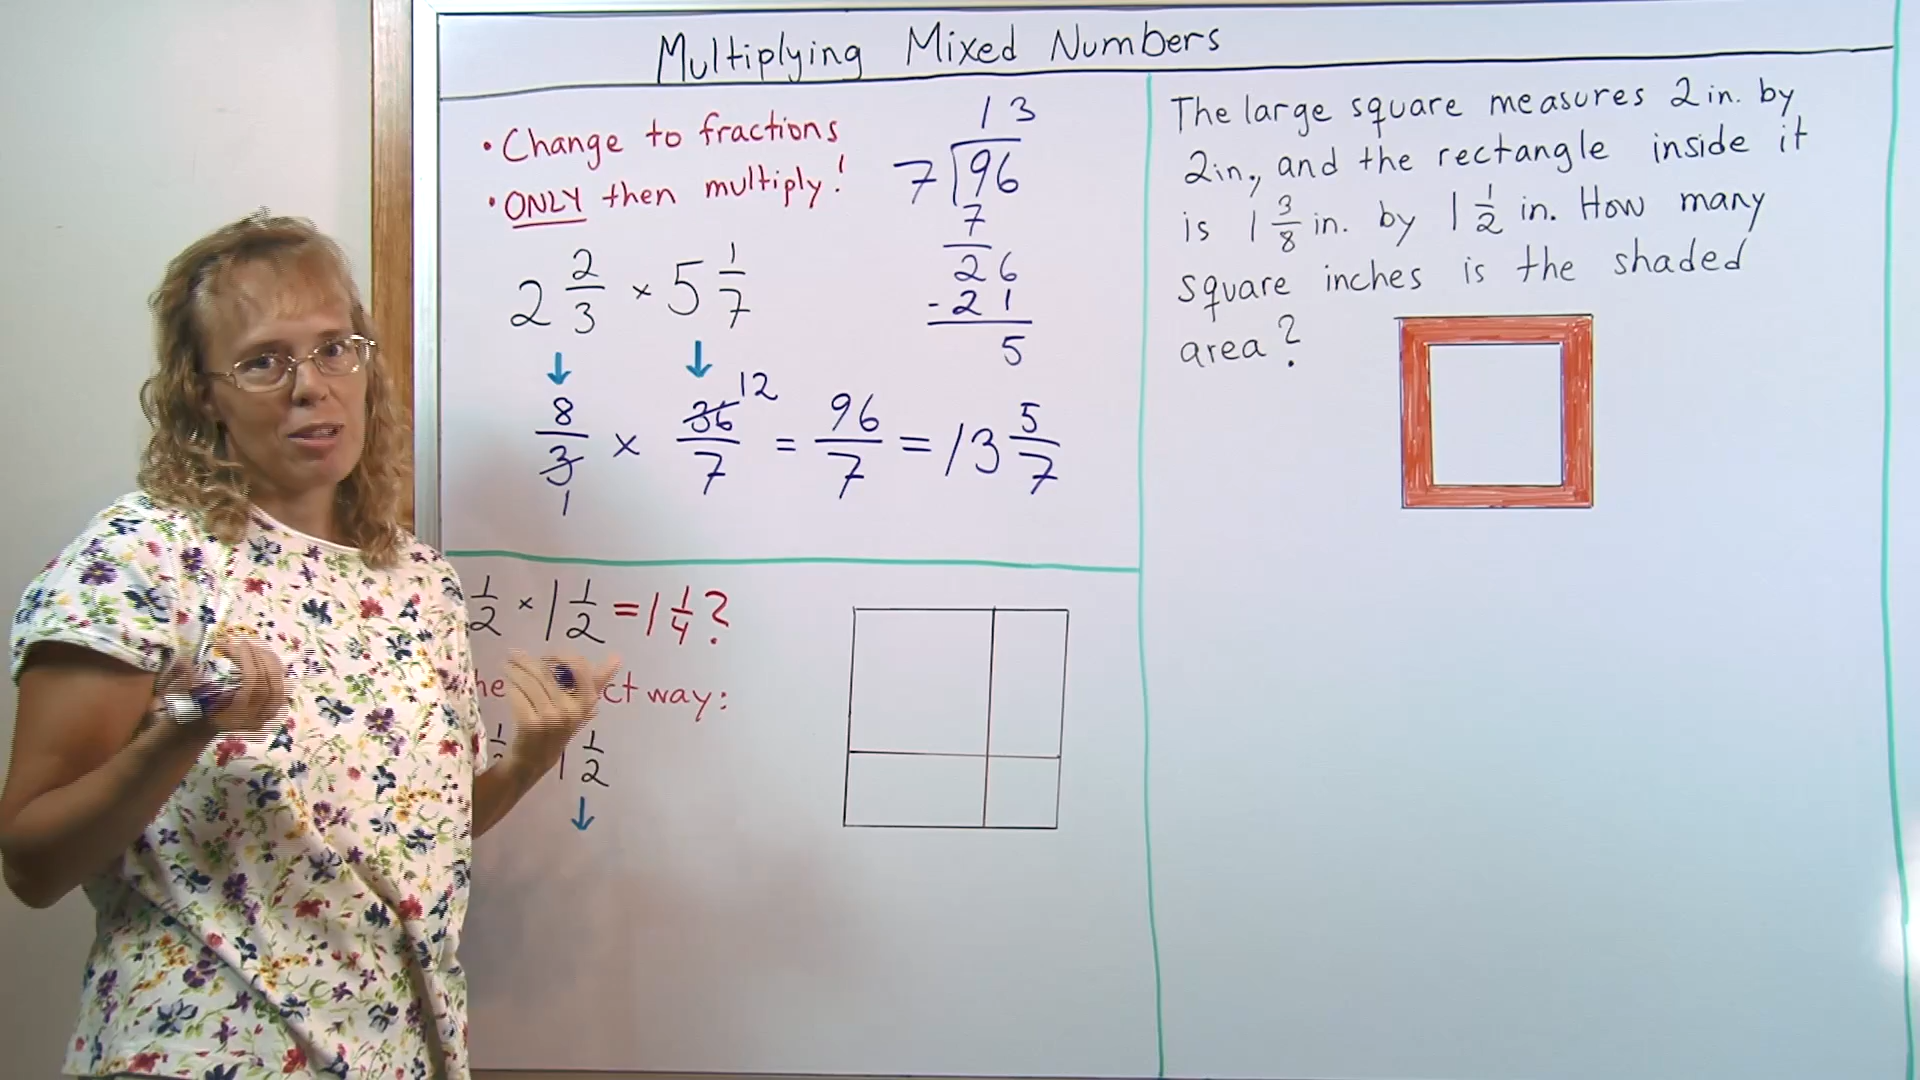 Multiplying Mixed Numbers
• Change to fractions
• ONLY then multiply!
2 2/3 × 5 1/7
↓ ↓
8/3 × 36/7 = 96/7 = 13 5/7
12
1
13
7)96
7
26
- 21
5
1/2 × 1 1/2 = 1 1/4?
way:
1 1/2
↓
The large square measures 2 in. by
2 in., and the rectangle inside it
is 1 3/8 in. by 1 1/2 in. How many
square inches is the shaded
area?